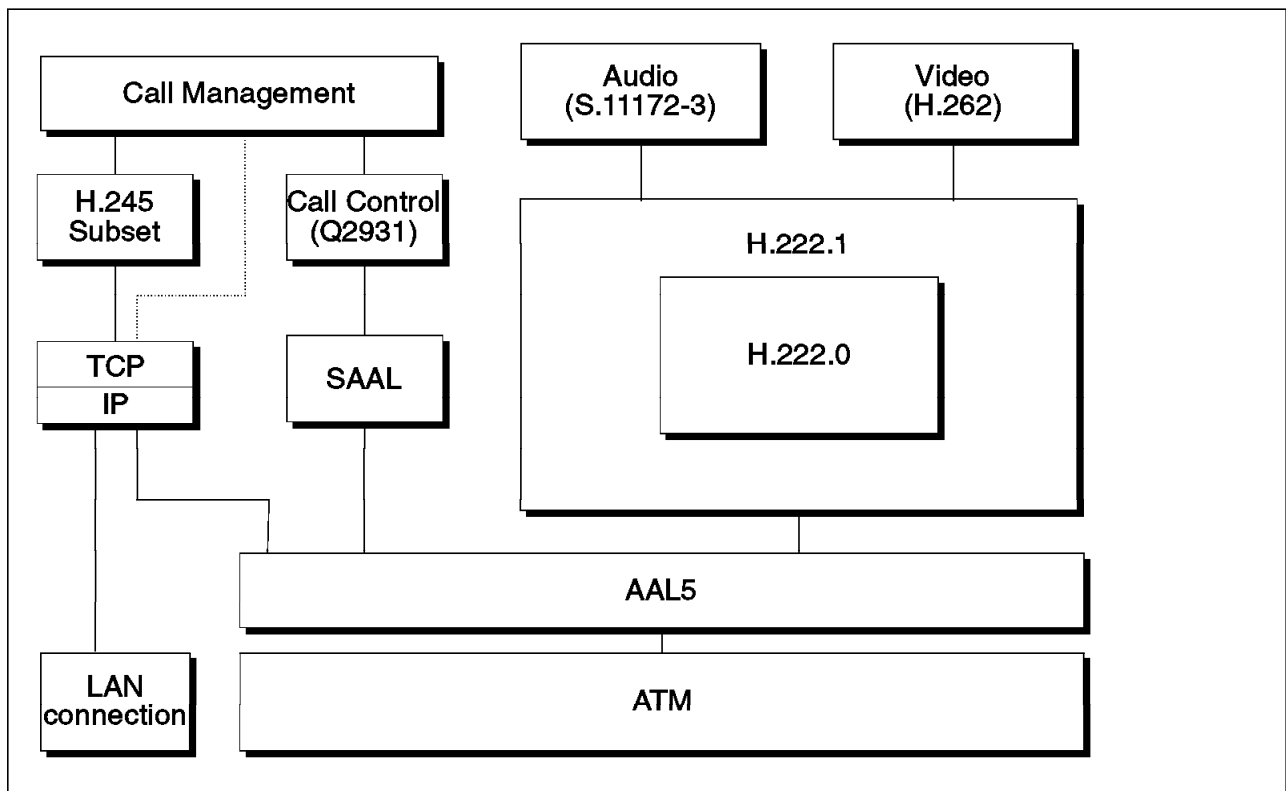 Call Management
Audio
(S.11172-3)
Video
(H.262)
H.245
Subset
Call Control
(Q2931)
H.222.1
H.222.0
TCP
IP
SAAL
AAL5
LAN
connection
ATM